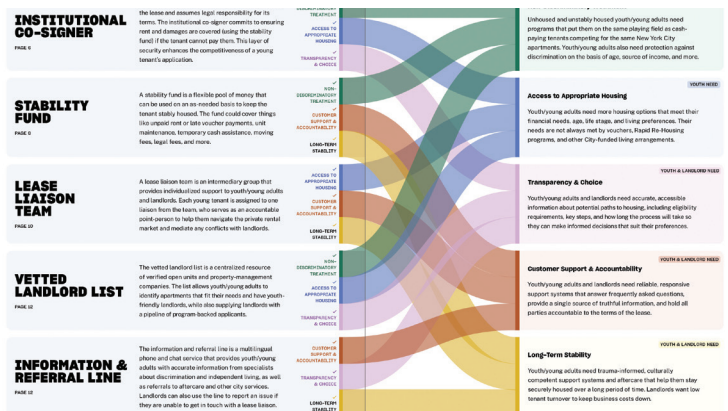 INSTITUTIONAL
CO-SIGNER
PAGE 6
the lease and assumes legal responsibility for its
terms. The institutional co-signer commits to ensuring
rent and damages are covered (using the stability
fund) if the tenant cannot pay them. This layer of
security enhances the competitiveness of a young
tenant's application.
TREATMENT
ACCESS TO
APPROPRIATE
HOUSING
TRANSPARENCY
& CHOICE
Unhoused and unstably housed youth/young adults need
programs that put them on the same playing field as cash-
paying tenants competing for the same New York City
apartments. Youth/young adults also need protection against
discrimination on the basis of age, source of income, and more.
STABILITY
FUND
PAGE 8
A stability fund is a flexible pool of money that
can be used on an as-needed basis to keep the
tenant stably housed. The fund could cover things
like unpaid rent or late voucher payments, unit
maintenance, temporary cash assistance, moving
fees, legal fees, and more.
NON-
DISCRIMINATORY
TREATMENT
CUSTOMER
SUPPORT &
ACCOUNTABILITY
LONG-TERM
STABILITY
YOUTH NEED
Access to Appropriate Housing
Youth/young adults need more housing options that meet their
financial needs, age, life stage, and living preferences. Their
needs are not always met by vouchers, Rapid Re-Housing
programs, and other City-funded living arrangements.
LEASE
LIAISON
TEAM
PAGE 10
A lease liaison team is an intermediary group that
provides individualized support to youth/young adults
and landlords. Each young tenant is assigned to one
liaison from the team, who serves as an accountable
point-person to help them navigate the private rental
market and mediate any conflicts with landlords.
ACCESS TO
APPROPRIATE
HOUSING
CUSTOMER
SUPPORT &
ACCOUNTABILITY
LONG-TERM
STABILITY
YOUTH & LANDLORD NEED
Transparency & Choice
Youth/young adults and landlords need accurate, accessible
information about potential paths to housing, including eligibility
requirements, key steps, and how long the process will take so
they can make informed decisions that suit their preferences.
VETTED
LANDLORD LIST
PAGE 12
The vetted landlord list is a centralized resource
of verified open units and property-management
companies. The list allows youth/young adults to
identify apartments that fit their needs and have youth-
friendly landlords, while also supplying landlords with
a pipeline of program-backed applicants.
NON-
DISCRIMINATORY
TREATMENT
ACCESS TO
APPROPRIATE
HOUSING
TRANSPARENCY
& CHOICE
YOUTH & LANDLORD NEED
Customer Support & Accountability
Youth/young adults and landlords need reliable, responsive
support systems that answer frequently asked questions,
provide a single source of truthful information, and hold all
parties accountable to the terms of the lease.
INFORMATION &
REFERRAL LINE
PAGE 12
The information and referral line is a multilingual
phone and chat service that provides youth/young
adults with accurate information from specialists
about discrimination and independent living, as well
as referrals to aftercare and other city services.
Landlords can also use the line to report an issue if
they are unable to get in touch with a lease liaison.
CUSTOMER
SUPPORT &
ACCOUNTABILITY
TRANSPARENCY
& CHOICE
LONG-TERM
STABILITY
YOUTH & LANDLORD NEED
Long-Term Stability
Youth/young adults need trauma-informed, culturally
competent support systems and aftercare that help them stay
securely housed over a long period of time. Landlords want low
tenant turnover to keep business costs down.